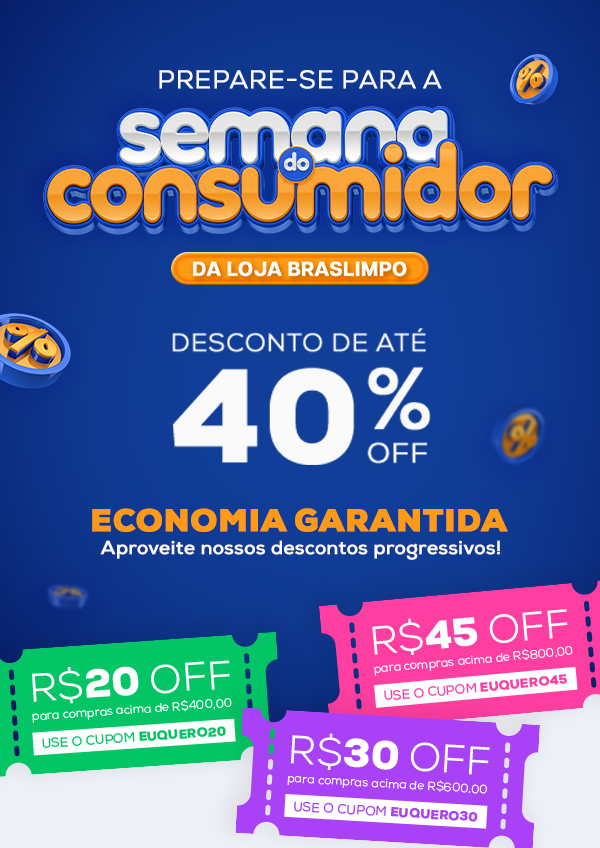 PREPARE-SE PARA A
semana
do
consumidor
DA LOJA BRASLIMPO
DESCONTO DE ATÉ
40%
OFF
ECONOMIA GARANTIDA
Aproveite nossos descontos progressivos!
R$45 OFF
para compras acima de R$800,00
USE O CUPOM EUQUERO45
R$20 OFF
para compras acima de R$400,00
USE O CUPOM EUQUERO20
R$30 OFF
para compras acima de R$600,00
USE O CUPOM EUQUERO30